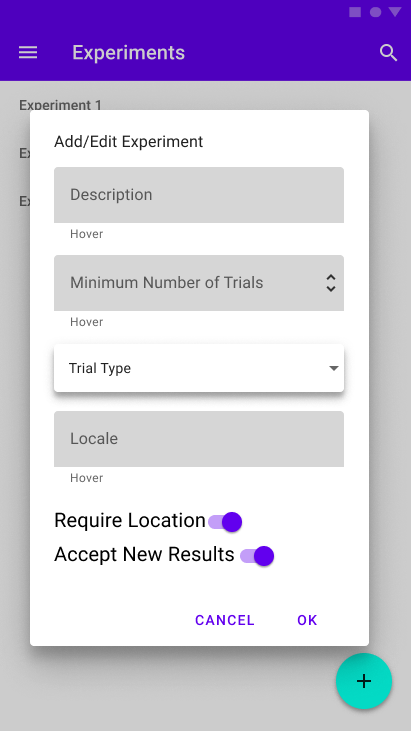 Experiments
Experiment 1
Add/Edit Experiment
Ex
Description
Ex
Hover
Minimum Number of Trials
Hover
Trial Type
Locale
Hover
Require Location
Accept New Results
CANCEL OK